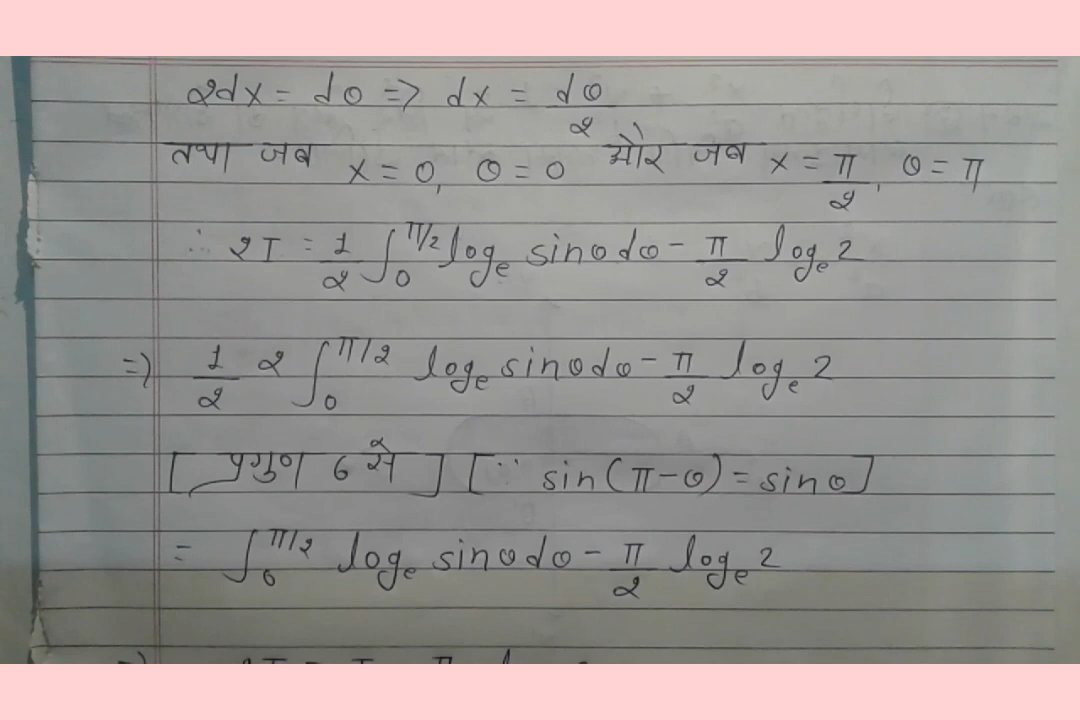 2dx = dθ => dx = dθ/2
तथा जब x = 0, θ = 0 और जब x = π/2, θ = π
∴ 2I = 1/2 ∫₀^π/2 logₑ sinθ dθ - π/2 logₑ 2
=) 1/2 2 ∫₀^π/2 logₑ sinθ dθ - π/2 logₑ 2
[ प्रगुण 6 से ] [ ∵ sin(π-θ) = sinθ ]
= ∫₀^π/2 logₑ sinθ dθ - π/2 logₑ 2